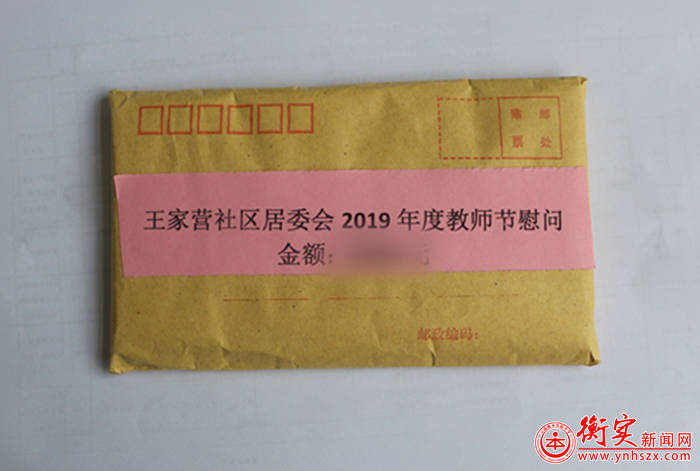 贴 邮
票 处
王家营社区居委会 2019 年度教师节慰问
金额:
邮政编码:
衡实新闻网
www.ynhszx.com